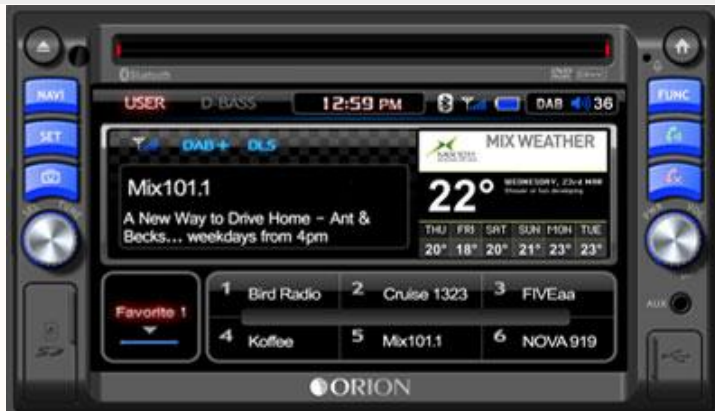 Bluetooth
NAVI
FUNC
USER D-BASS 12:59 PM DAB 36
SET
DAB+ DLS
MIX WEATHER
Mix101.1
22°
WEDNESDAY, 23rd MAR
A New Way to Drive Home – Ant &
Becks... weekdays from 4pm
THU FRI SAT SUN MON TUE
20° 18° 20° 21° 23° 23°
Favorite 1
1 Bird Radio 2 Cruise 1323 3 FIVEaa
4 Koffee 5 Mix101.1 6 NOVA 919
AUX
SD
ORION